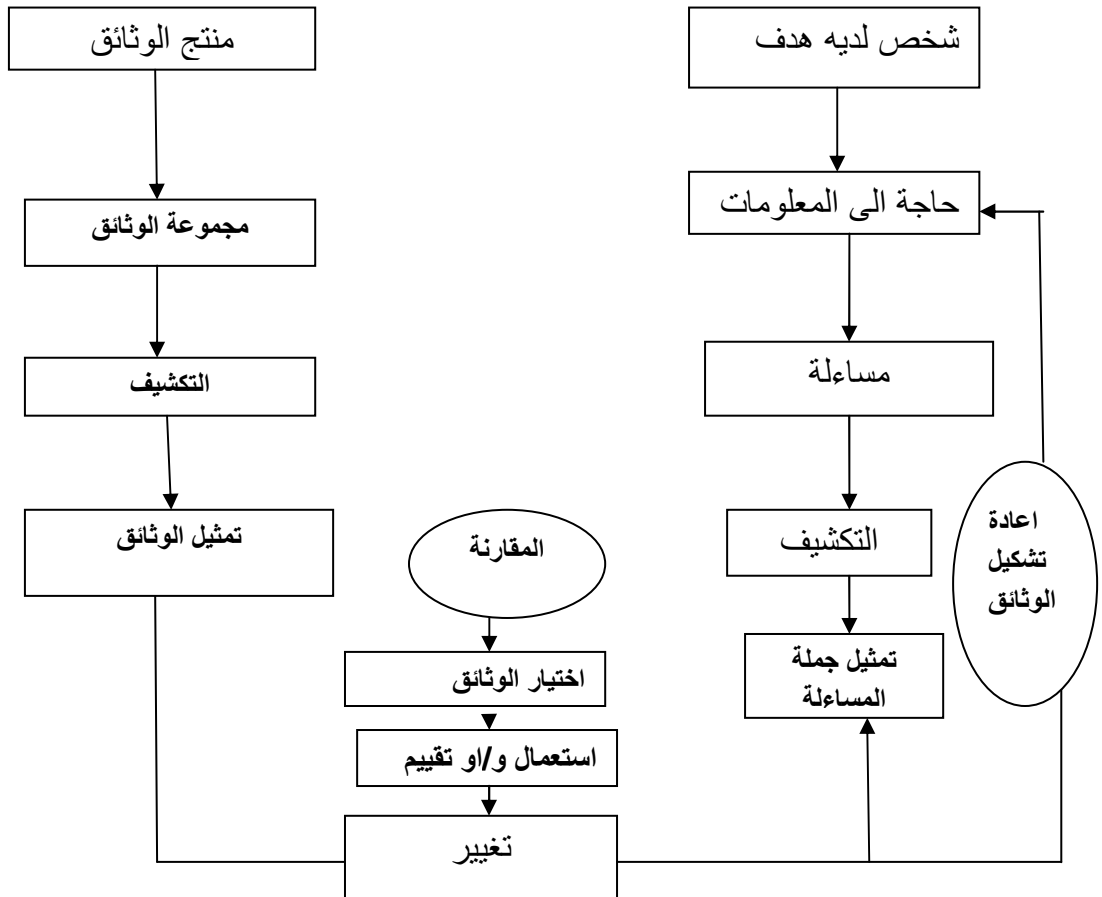 منتج الوثائق
شخص لديه هدف
مجموعة الوثائق
حاجة الى المعلومات
التكشيف
مساءلة
تمثيل الوثائق
المقارنة
التكشيف
اعادة
تشكيل
الوثائق
اختيار الوثائق
تمثيل جملة
المساءلة
استعمال و/او تقييم
تغيير